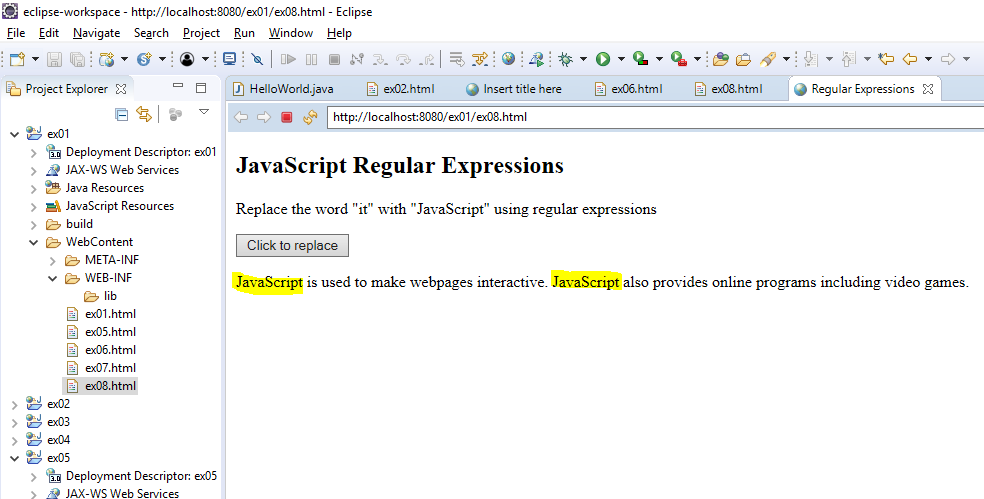 eclipse-workspace - http://localhost:8080/ex01/ex08.html - Eclipse
File Edit Navigate Search Project Run Window Help
Project Explorer
HelloWorld.java ex02.html Insert title here ex06.html ex08.html Regular Expressions
http://localhost:8080/ex01/ex08.html
ex01
3.0 Deployment Descriptor: ex01
JAX-WS Web Services
Java Resources
JavaScript Resources
build
WebContent
META-INF
WEB-INF
lib
ex01.html
ex05.html
ex06.html
ex07.html
ex08.html
ex02
ex03
ex04
ex05
3.0 Deployment Descriptor: ex05
JAX-WS Web Services
JavaScript Regular Expressions
Replace the word "it" with "JavaScript" using regular expressions
Click to replace
JavaScript is used to make webpages interactive. JavaScript also provides online programs including video games.